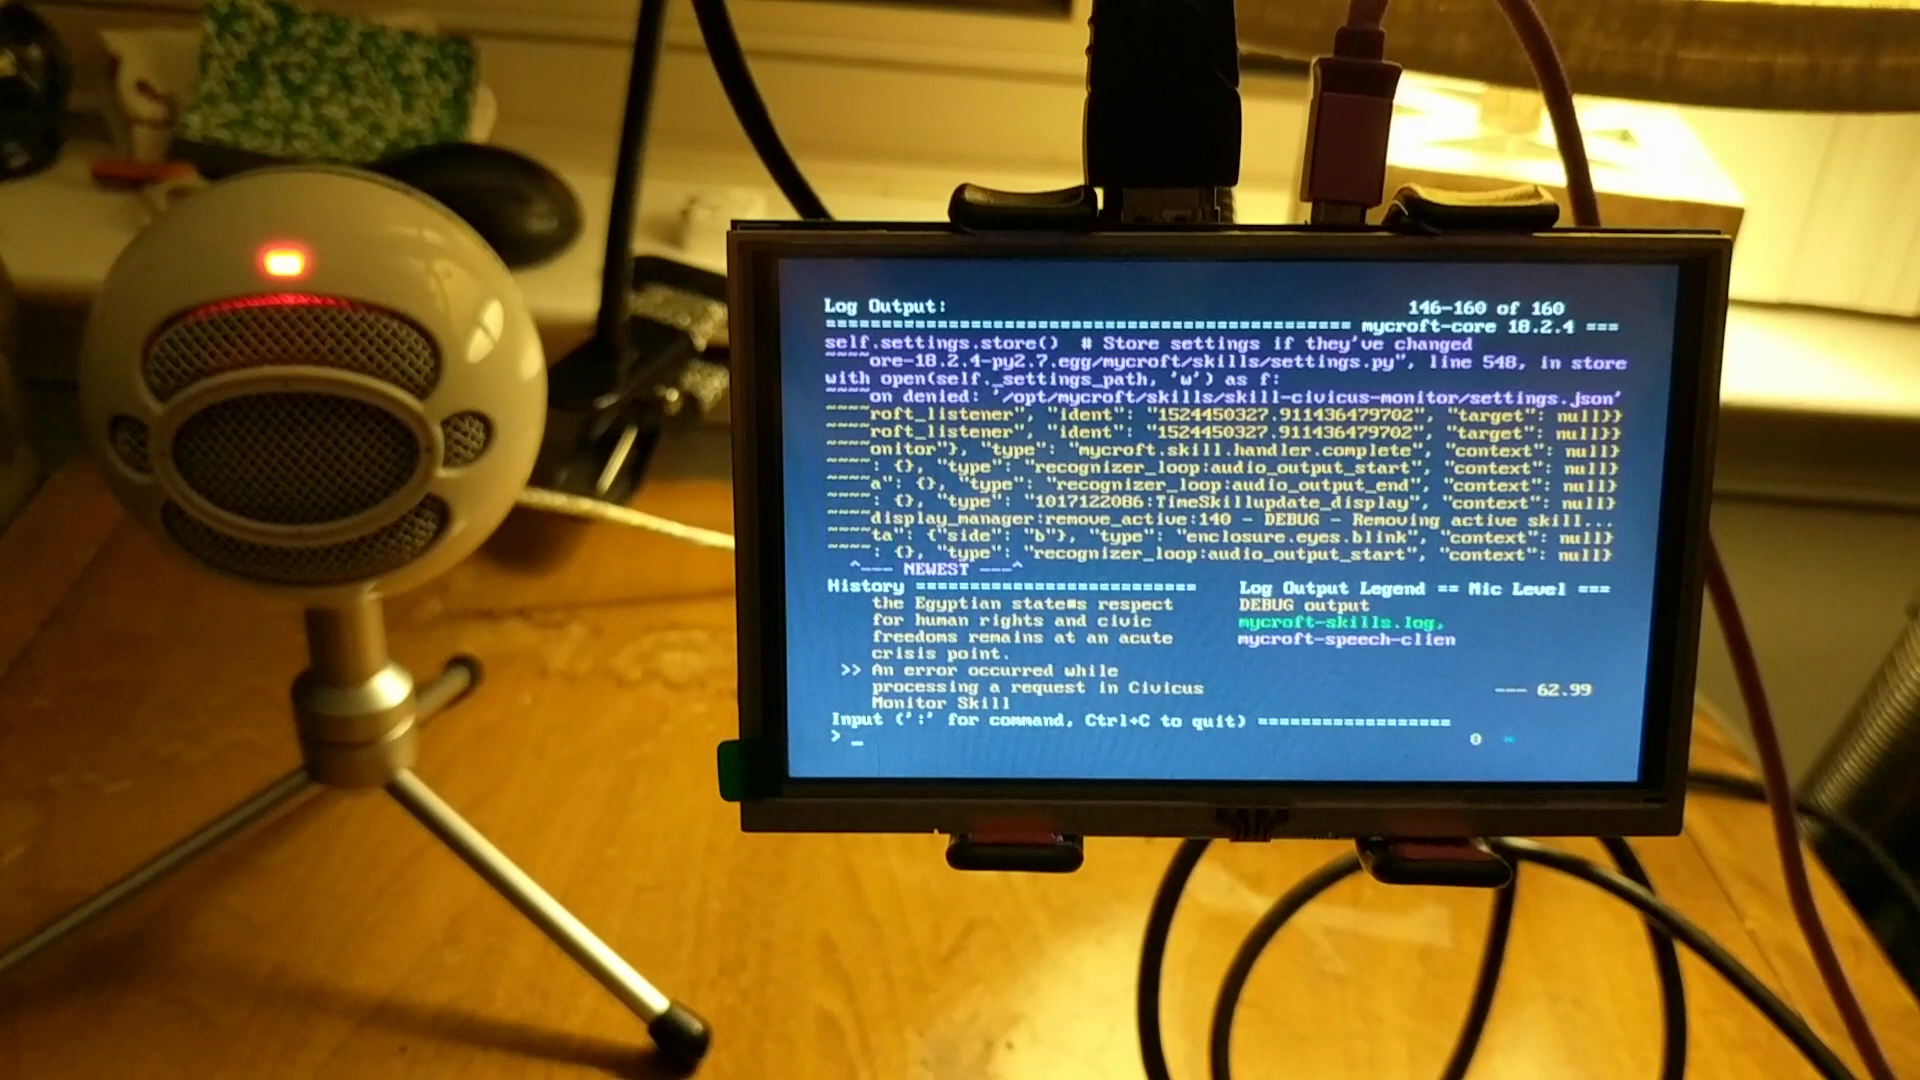 Log Output: 146-160 of 160
========================================================= mycroft-core 18.2.4 ===
self.settings.store()  # Store settings if they've changed
~~~~ore-18.2.4-py2.7.egg/mycroft/skills/settings.py", line 548, in store
with open(self._settings_path, 'w') as f:
~~~~on denied: '/opt/mycroft/skills/skill-civicus-monitor/settings.json'
~~~~roft_listener", "ident": "1524450327.911436479702", "target": null}}
~~~~roft_listener", "ident": "1524450327.911436479702", "target": null}}
~~~~onitor"}, "type": "mycroft.skill.handler.complete", "context": null}
~~~~: {}, "type": "recognizer_loop:audio_output_start", "context": null}
~~~~a": {}, "type": "recognizer_loop:audio_output_end", "context": null}
~~~~: {}, "type": "1017122086:TimeSkillupdate_display", "context": null}
~~~~display_manager:remove_active:140 - DEBUG - Removing active skill...
~~~~ta": {"side": "b"}, "type": "enclosure.eyes.blink", "context": null}
~~~~: {}, "type": "recognizer_loop:audio_output_start", "context": null}
^--- NEWEST ---^
History ============================== Log Output Legend == Mic Level ===
the Egyptian state■s respect DEBUG output
for human rights and civic mycroft-skills.log,
freedoms remains at an acute mycroft-speech-clien
crisis point.
>> An error occurred while
processing a request in Civicus --- 62.99
Monitor Skill
Input (':' for command, Ctrl+C to quit) =====================
> _ 0